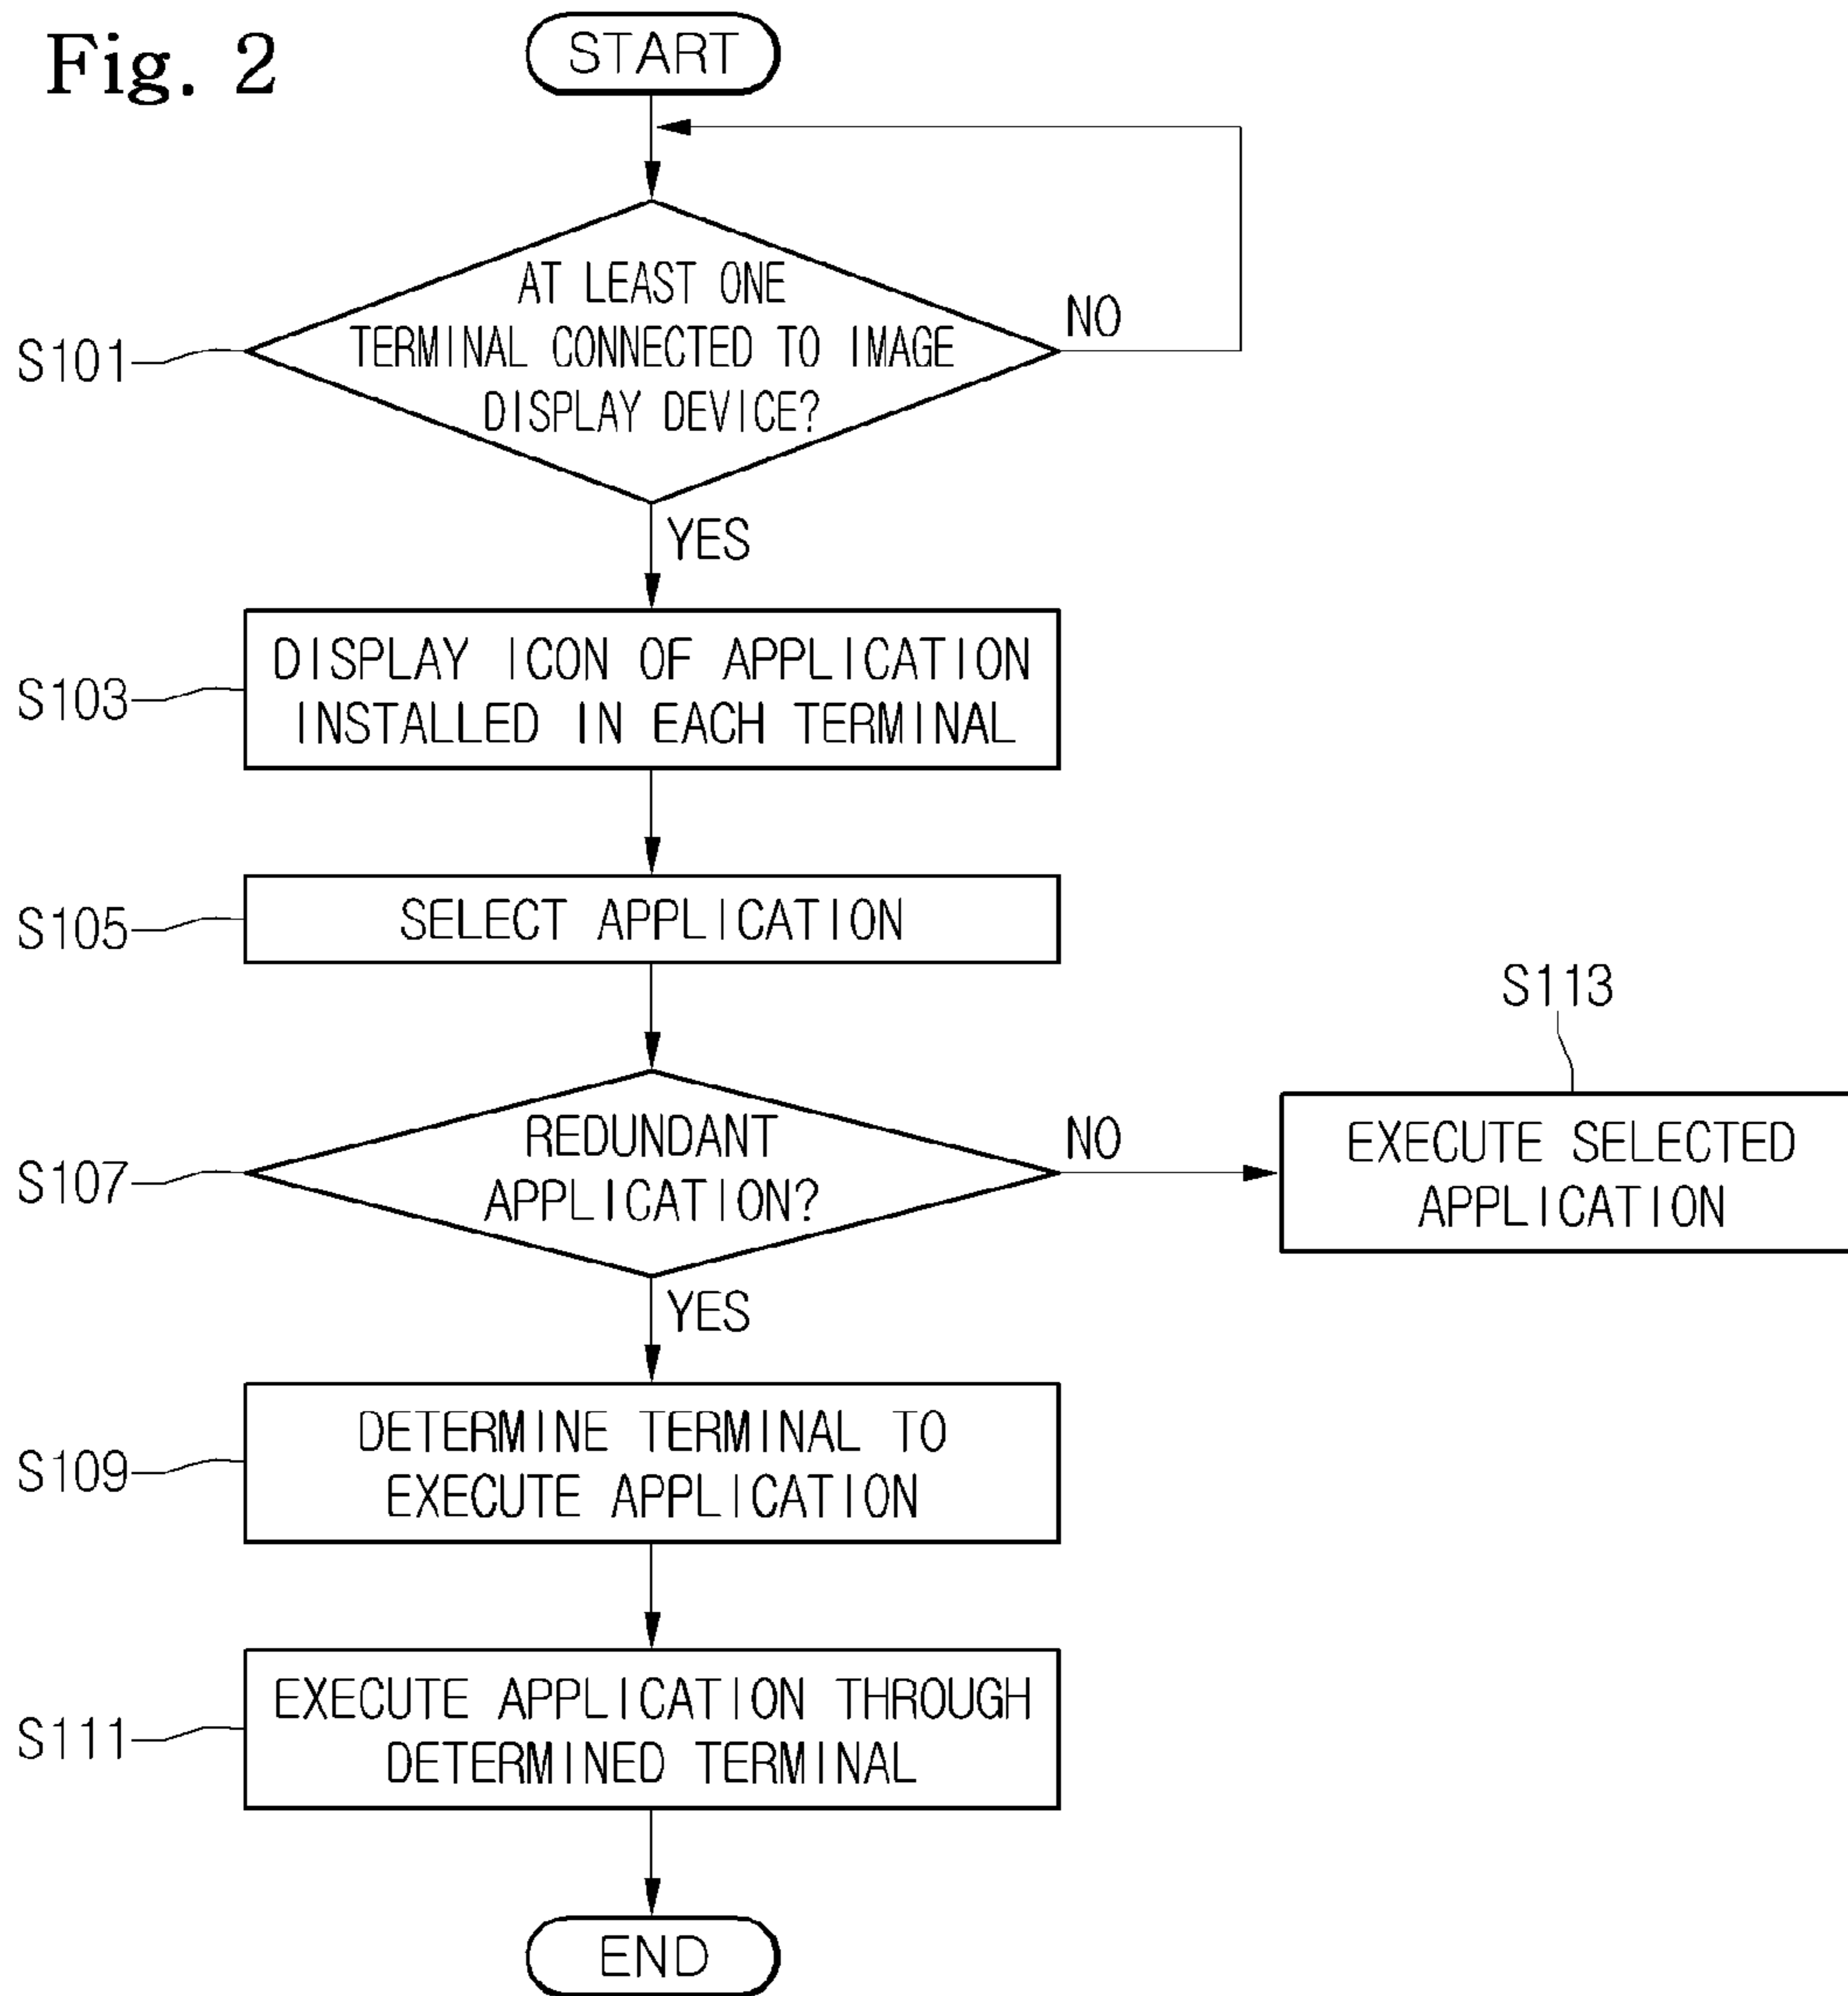 Fig. 2
START
AT LEAST ONE
TERMINAL CONNECTED TO IMAGE
DISPLAY DEVICE?
NO
S101
YES
DISPLAY ICON OF APPLICATION
INSTALLED IN EACH TERMINAL
S103
SELECT APPLICATION
S105
S113
REDUNDANT
APPLICATION?
NO
S107
EXECUTE SELECTED
APPLICATION
YES
DETERMINE TERMINAL TO
EXECUTE APPLICATION
S109
EXECUTE APPLICATION THROUGH
DETERMINED TERMINAL
S111
END